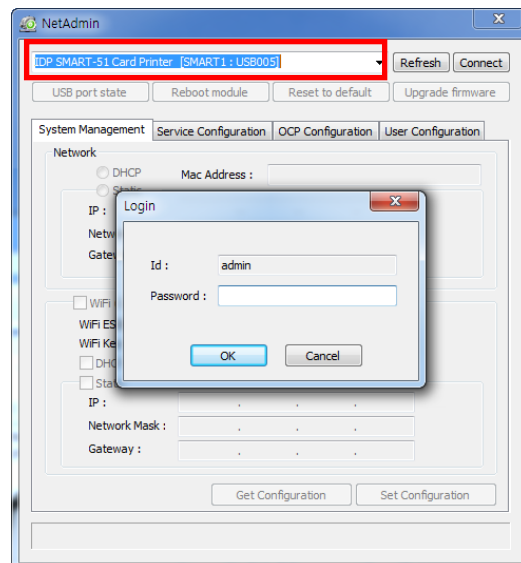 NetAdmin
IDP SMART-51 Card Printer [SMART1 : USB005]
Refresh
Connect
USB port state
Reboot module
Reset to default
Upgrade firmware
System Management
Service Configuration
OCP Configuration
User Configuration
Network
DHCP
Mac Address :
IP :
Login
Id :
admin
Password :
OK
Cancel
WiFi
IP :
Network Mask :
Gateway :
Get Configuration
Set Configuration